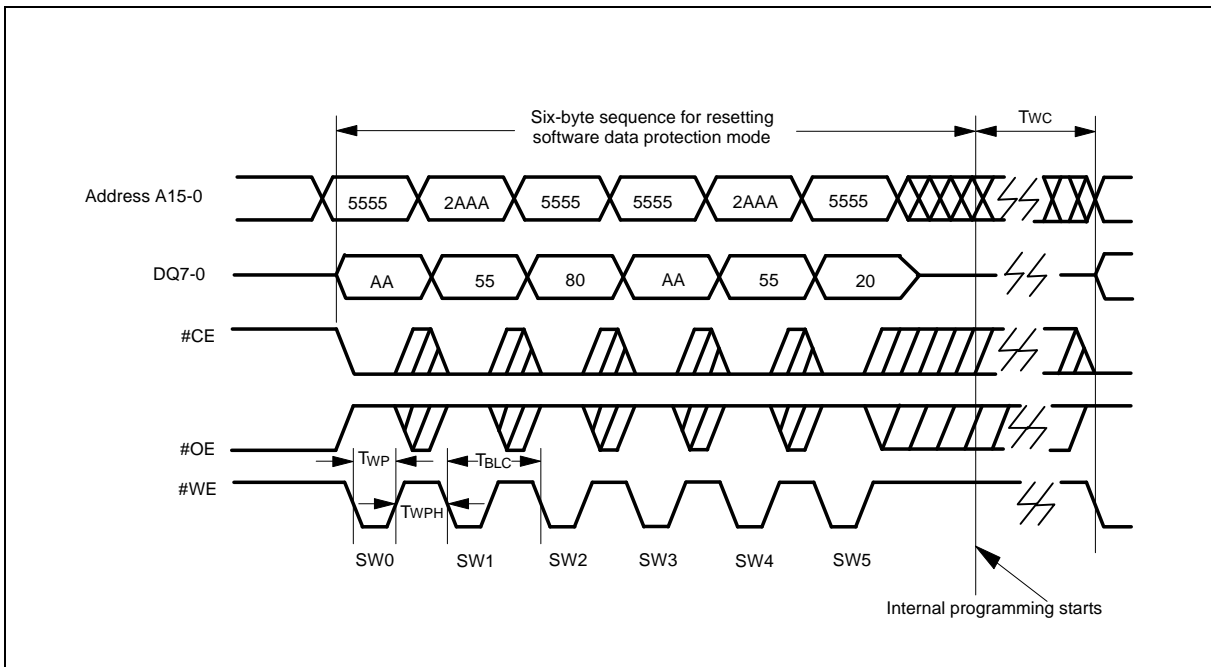 Six-byte sequence for resetting
software data protection mode
TWC
Address A15-0
5555 2AAA 5555 5555 2AAA 5555
DQ7-0
AA 55 80 AA 55 20
#CE
#OE
TWP TBLC
#WE
TWPH
SW0 SW1 SW2 SW3 SW4 SW5
Internal programming starts